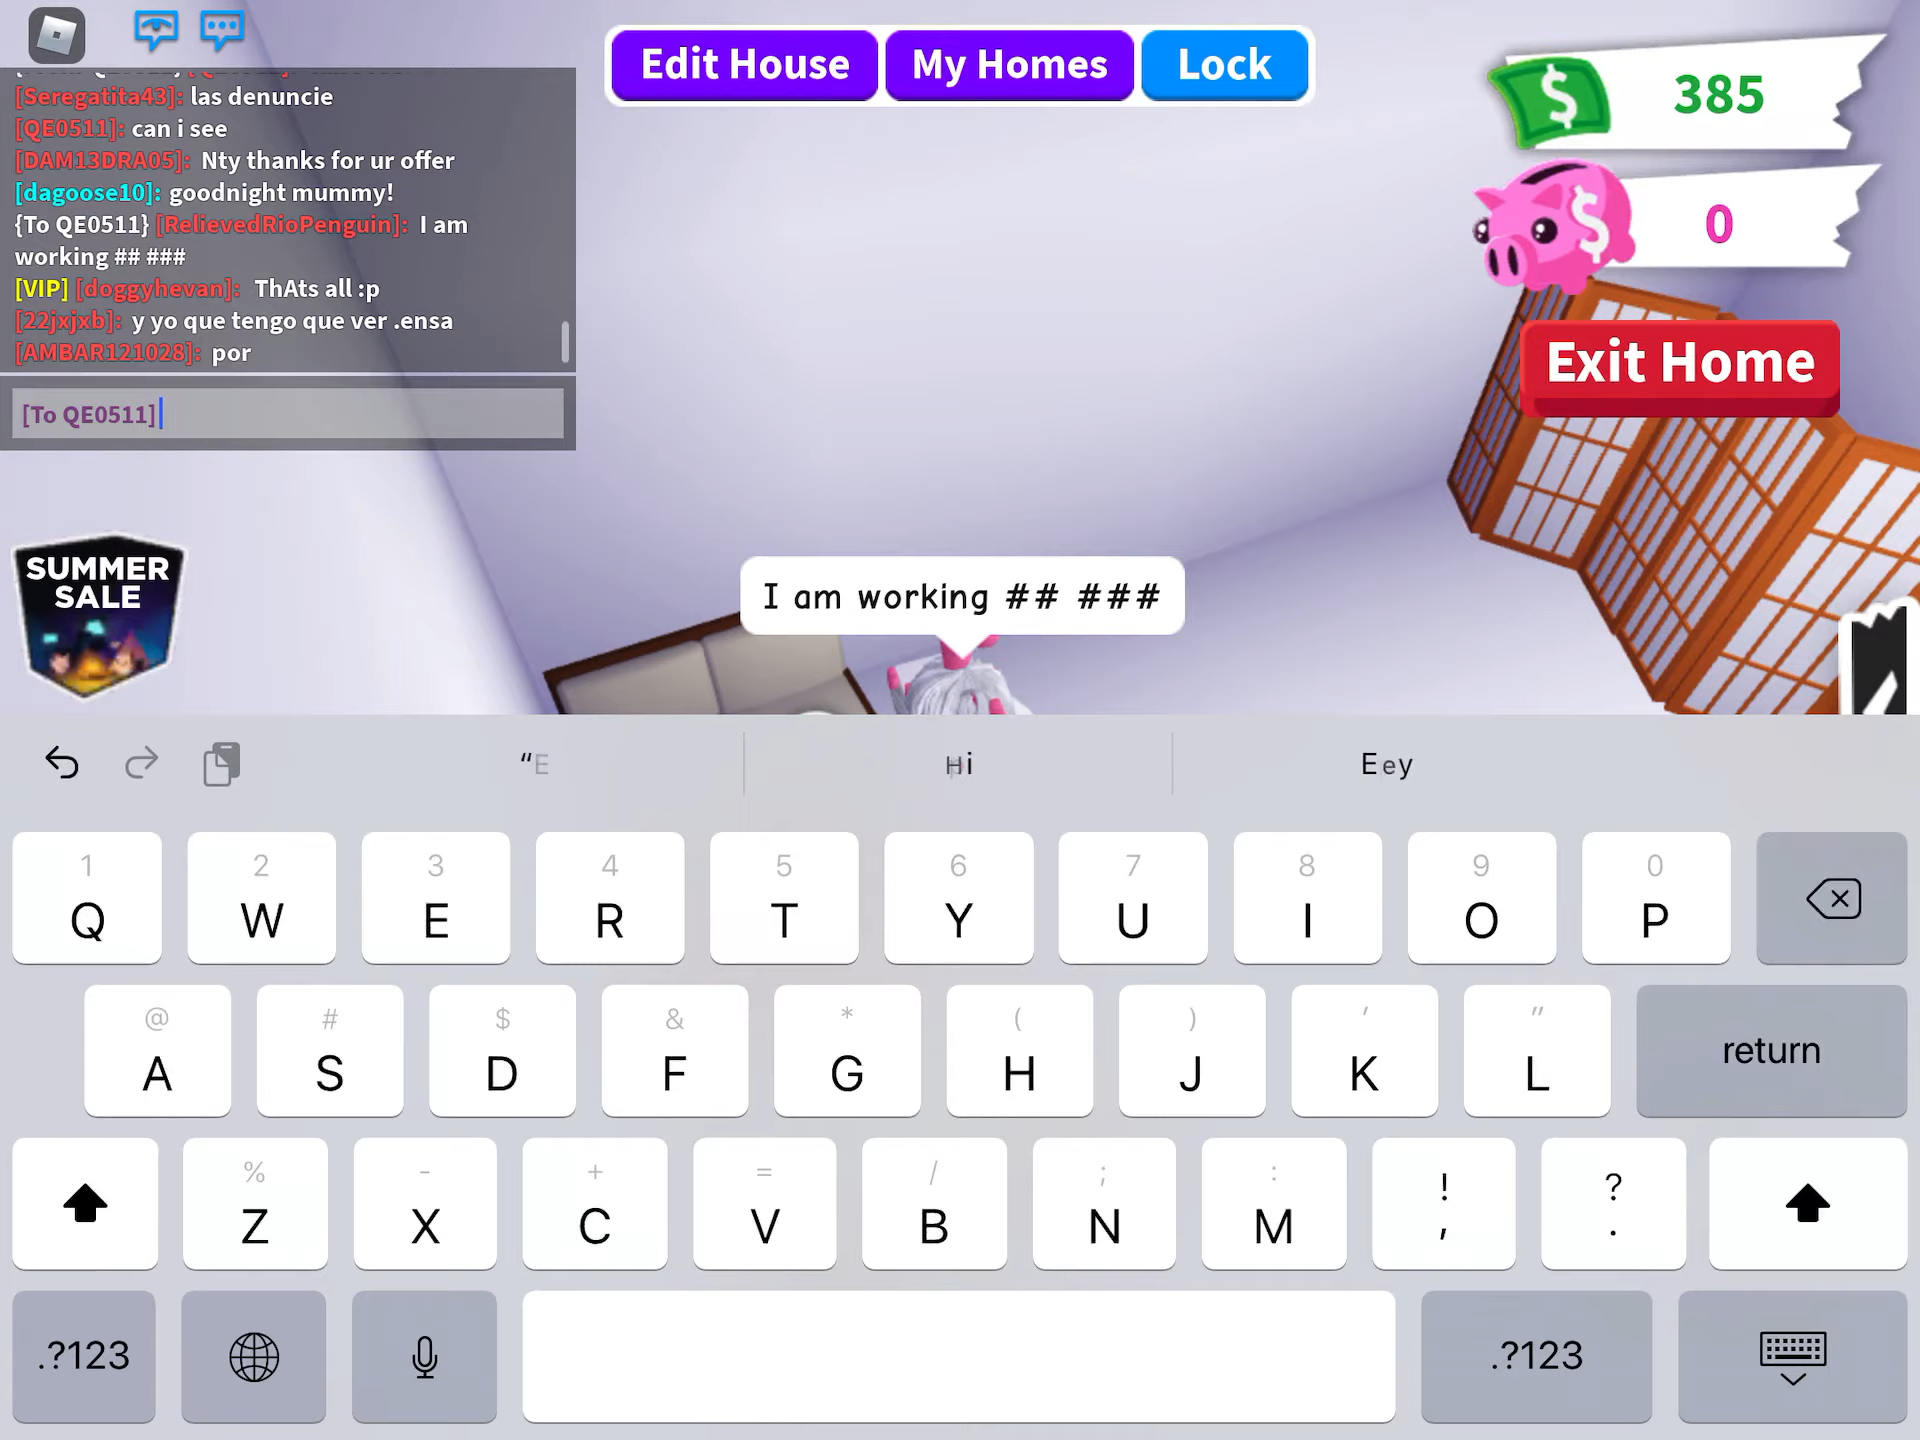 Edit House My Homes Lock
385
0
Exit Home
[Seregatita43]: las denuncie
[QE0511]: can i see
[DAM13DRA05]: Nty thanks for ur offer
[dagoose10]: goodnight mummy!
{To QE0511} [RelievedRioPenguin]: I am
working ## ###
[VIP] [doggyhevan]: ThAts all :p
[22jxjxb]: y yo que tengo que ver .ensa
[AMBAR121028]: por
[To QE0511]
SUMMER
SALE
I am working ## ###
1 2 3 4 5 6 7 8 9 0
Q W E R T Y U I O P
@ # $ & * ( ) ' "
A S D F G H J K L return
% - + = / ; : ! ?
Z X C V B N M , .
.?123 .?123